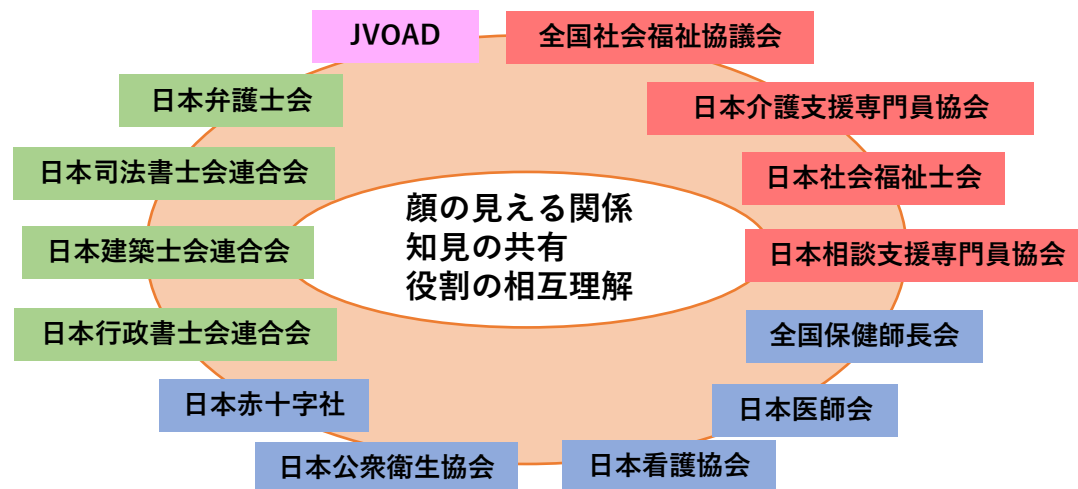 JVOAD
全国社会福祉協議会
日本弁護士会
日本介護支援専門員協会
日本司法書士会連合会
日本社会福祉士会
顔の見える関係
知見の共有
役割の相互理解
日本建築士会連合会
日本相談支援専門員協会
日本行政書士会連合会
全国保健師長会
日本赤十字社
日本医師会
日本公衆衛生協会
日本看護協会